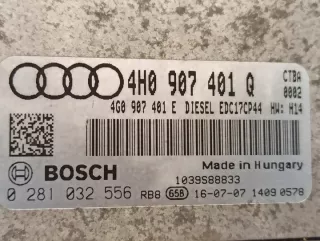 4H0 907 401 Q CTBA 0002
4G0 907 401 E DIESEL EDC17CP44 HW: H14
Made in Hungary
BOSCH 1039S88833
0 281 032 556 RB8 65B 16-07-07 1409 0578